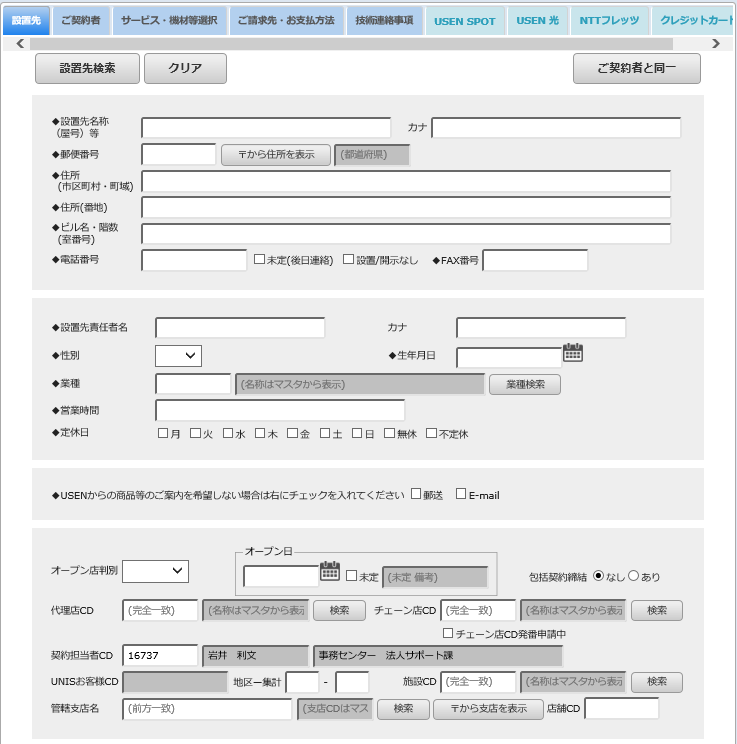 設置先 ご契約者 サービス・機材等選択 ご請求先・お支払方法 技術連絡事項 USEN SPOT USEN 光 NTTフレッツ クレジットカート
設置先検索 クリア ご契約者と同一
◆設置先名称 カナ
(屋号) 等
◆郵便番号 〒から住所を表示 (都道府県)
◆住所
(市区町村・町域)
◆住所(番地)
◆ビル名・階数
(室番号)
◆電話番号 未定(後日連絡) 設置/開示なし ◆FAX番号
◆設置先責任者名 カナ
◆性別 ◆生年月日
◆業種 (名称はマスタから表示) 業種検索
◆営業時間
◆定休日 月 火 水 木 金 土 日 無休 不定休
◆USENからの商品等のご案内を希望しない場合は右にチェックを入れてください 郵送 E-mail
オープン日
オープン店判別 未定 (未定 備考) 包括契約締結 なし あり
代理店CD (完全一致) (名称はマスタから表示 検索 チェーン店CD (完全一致) (名称はマスタから表示 検索
チェーン店CD発番申請中
契約担当者CD 16737 岩井 利文 事務センター 法人サポート課
UNISお客様CD 地区ー集計 - 施設CD (完全一致) (名称はマスタから表示 検索
管轄支店名 (前方一致) (支店CDはマス 検索 〒から支店を表示 店舗CD